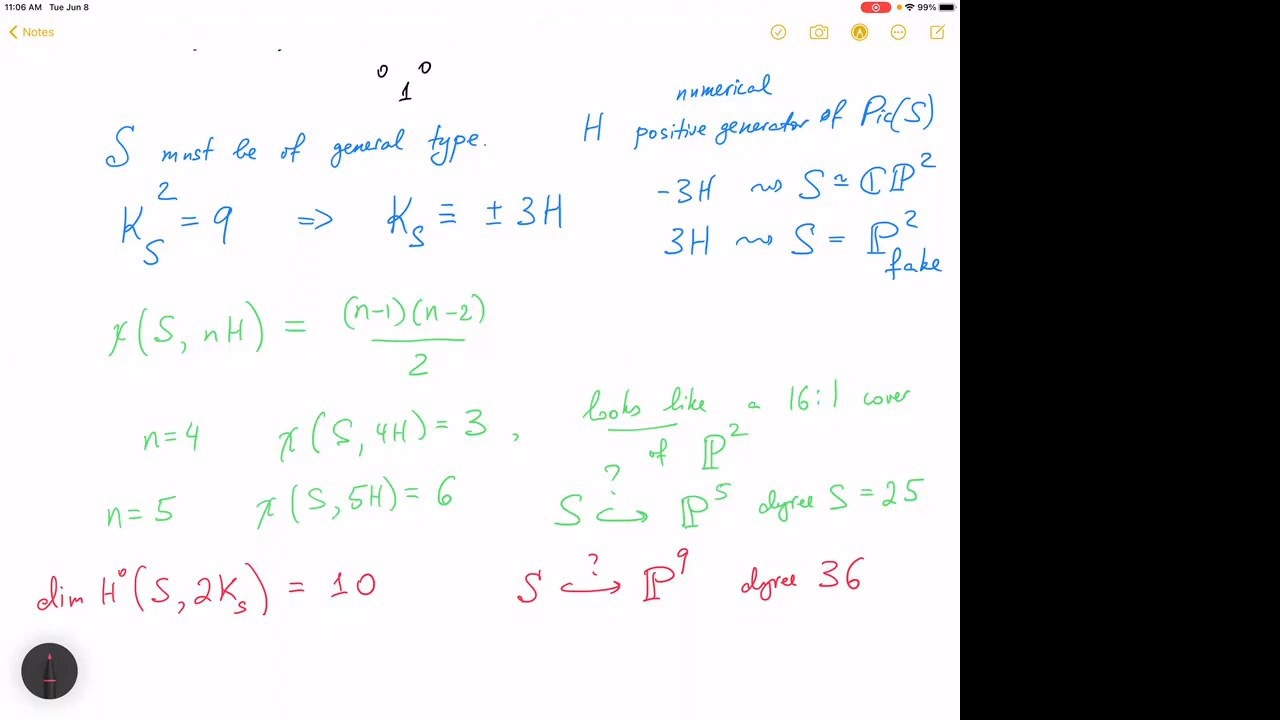 11:06 AM Tue Jun 8
99%
Notes
0 0
1
S must be of general type.
H numerical positive generator of Pic(S)
K_S^2 = 9 ⇒ K_S ≡ ± 3H
-3H ⇝ S ≃ ℂℙ^2
3H ⇝ S = ℙ^2_fake
χ(S, nH) = (n-1)(n-2)/2
n=4 χ(S, 4H) = 3 , looks like a 16:1 cover
of ℙ^2
n=5 χ(S, 5H) = 6 S ↪? ℙ^5 degree S = 25
dim H^0(S, 2K_S) = 10 S ↪? ℙ^9 degree 36